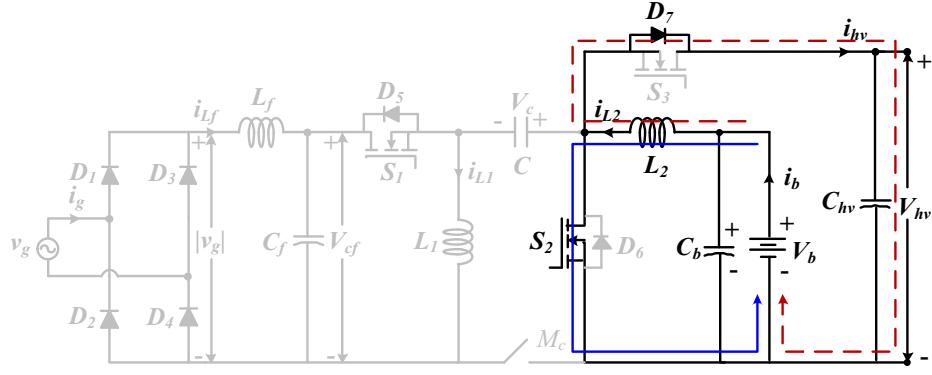 D7
ihv
Lf
D5
Vc
S3
+
iLf
iL2
-
+
+
+
S1
C
L2
D1
D3
iL1
ib
ig
Chv
Vhv
vg
|vg|
Cf
Vcf
L1
S2
D6
Cb
+
+
Vb
-
-
D2
D4
Mc
-
-
-